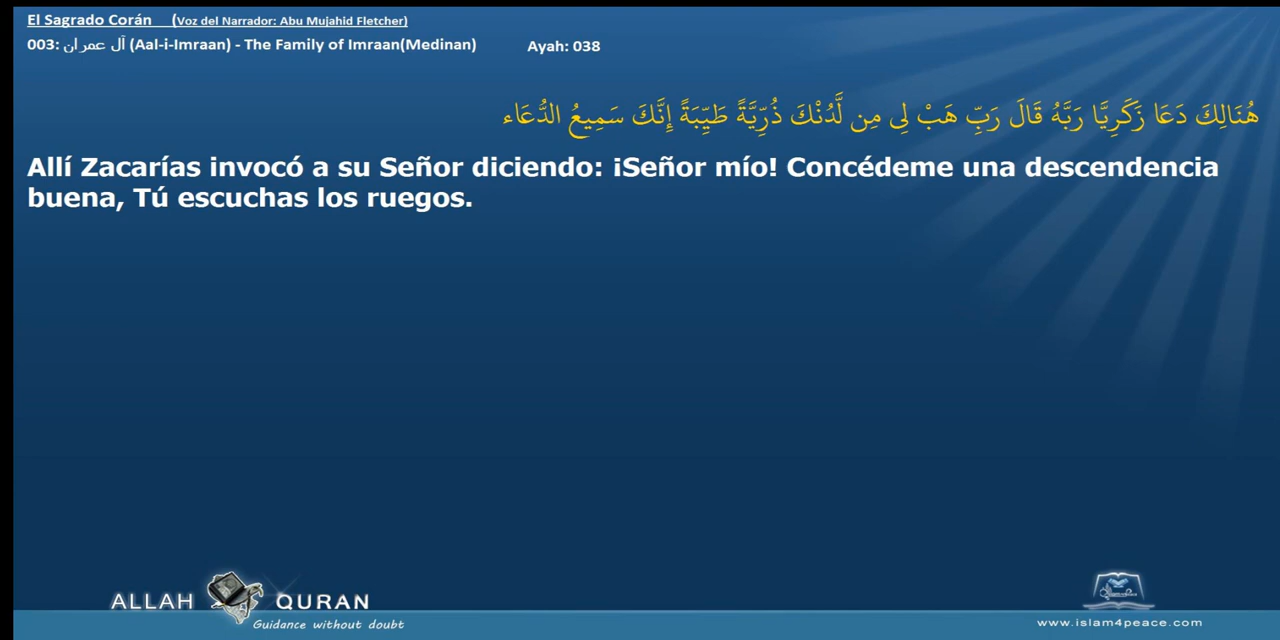 El Sagrado Corán (Voz del Narrador: Abu Mujahid Fletcher)
003: آل عمران (Aal-i-Imraan) - The Family of Imraan(Medinan) Ayah: 038
هُنَالِكَ دَعَا زَكَرِيَّا رَبَّهُ قَالَ رَبِّ هَبْ لِى مِن لَّدُنْكَ ذُرِّيَّةً طَيِّبَةً إِنَّكَ سَمِيعُ الدُّعَاء
Allí Zacarías invocó a su Señor diciendo: ¡Señor mío! Concédeme una descendencia
buena, Tú escuchas los ruegos.
ALLAH QURAN
Guidance without doubt
www.islam4peace.com